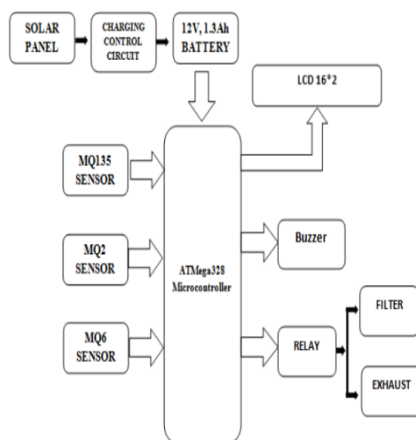 SOLAR
PANEL
CHARGING
CONTROL
CIRCUIT
12V, 1.3Ah
BATTERY
LCD 16*2
MQ135
SENSOR
MQ2
SENSOR
MQ6
SENSOR
ATMega328
Microcontroller
Buzzer
RELAY
FILTER
EXHAUST